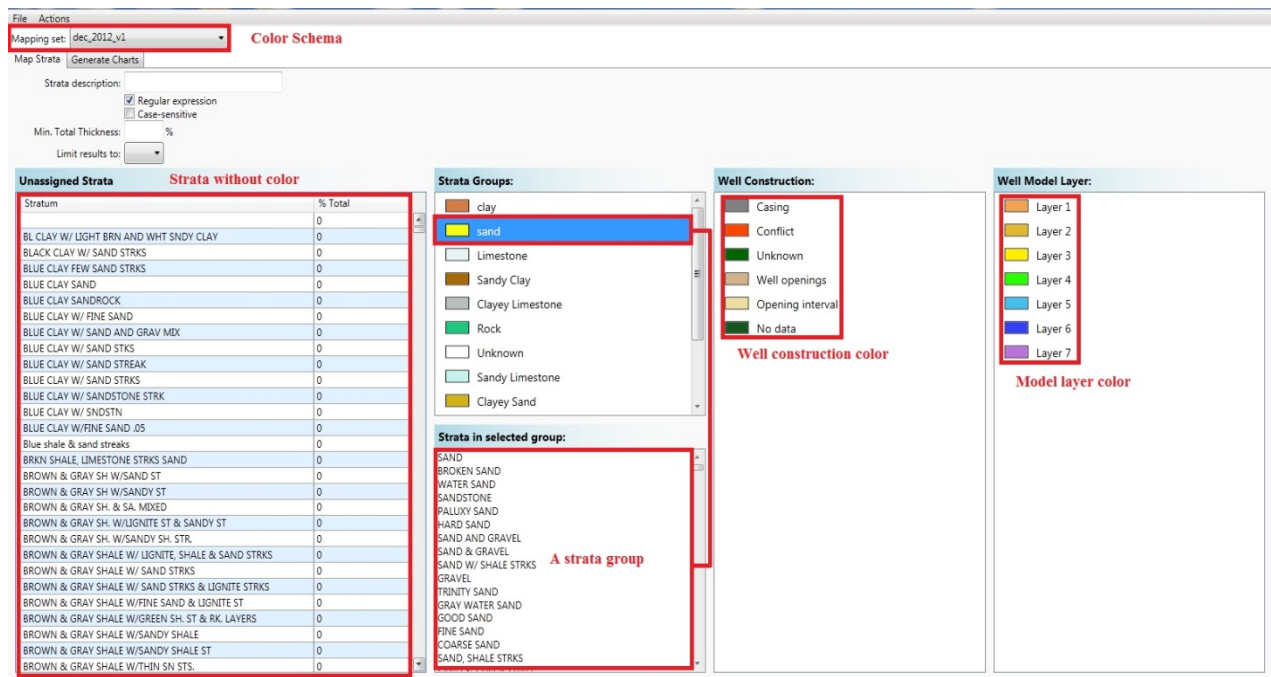 File Actions
Mapping set: dec_2012_v1
Color Schema
Map Strata Generate Charts
Strata description:
Regular expression
Case-sensitive
Min. Total Thickness: %
Limit results to:
Unassigned Strata
Strata without color
Stratum % Total
0
BL CLAY W/ LIGHT BRN AND WHT SNDY CLAY 0
BLACK CLAY W/ SAND STRKS 0
BLUE CLAY FEW SAND STRKS 0
BLUE CLAY SAND 0
BLUE CLAY SANDROCK 0
BLUE CLAY W/ FINE SAND 0
BLUE CLAY W/ SAND AND GRAV MIX 0
BLUE CLAY W/ SAND STKS 0
BLUE CLAY W/ SAND STREAK 0
BLUE CLAY W/ SAND STRKS 0
BLUE CLAY W/ SANDSTONE STRK 0
BLUE CLAY W/ SNDSTN 0
BLUE CLAY W/FINE SAND .05 0
Blue shale & sand streaks 0
BRKN SHALE, LIMESTONE STRKS SAND 0
BROWN & GRAY SH W/SAND ST 0
BROWN & GRAY SH W/SANDY ST 0
BROWN & GRAY SH. & SA. MIXED 0
BROWN & GRAY SH. W/LIGNITE ST & SANDY ST 0
BROWN & GRAY SH. W/SANDY SH. STR. 0
BROWN & GRAY SHALE W/ LIGNITE, SHALE & SAND STRKS 0
BROWN & GRAY SHALE W/ SAND STRKS 0
BROWN & GRAY SHALE W/ SAND STRKS & LIGNITE STRKS 0
BROWN & GRAY SHALE W/FINE SAND & LIGNITE ST 0
BROWN & GRAY SHALE W/GREEN SH. ST & RK. LAYERS 0
BROWN & GRAY SHALE W/SANDY SHALE 0
BROWN & GRAY SHALE W/SANDY SHALE ST 0
BROWN & GRAY SHALE W/THIN SN STS. 0
Strata Groups:
clay
sand
Limestone
Sandy Clay
Clayey Limestone
Rock
Unknown
Sandy Limestone
Clayey Sand
Strata in selected group:
SAND
BROKEN SAND
WATER SAND
SANDSTONE
PALUXY SAND
HARD SAND
SAND AND GRAVEL
SAND & GRAVEL
SAND W/ SHALE STRKS
GRAVEL
TRINITY SAND
GRAY WATER SAND
GOOD SAND
FINE SAND
COARSE SAND
SAND, SHALE STRKS
A strata group
Well Construction:
Casing
Conflict
Unknown
Well openings
Opening interval
No data
Well construction color
Well Model Layer:
Layer 1
Layer 2
Layer 3
Layer 4
Layer 5
Layer 6
Layer 7
Model layer color